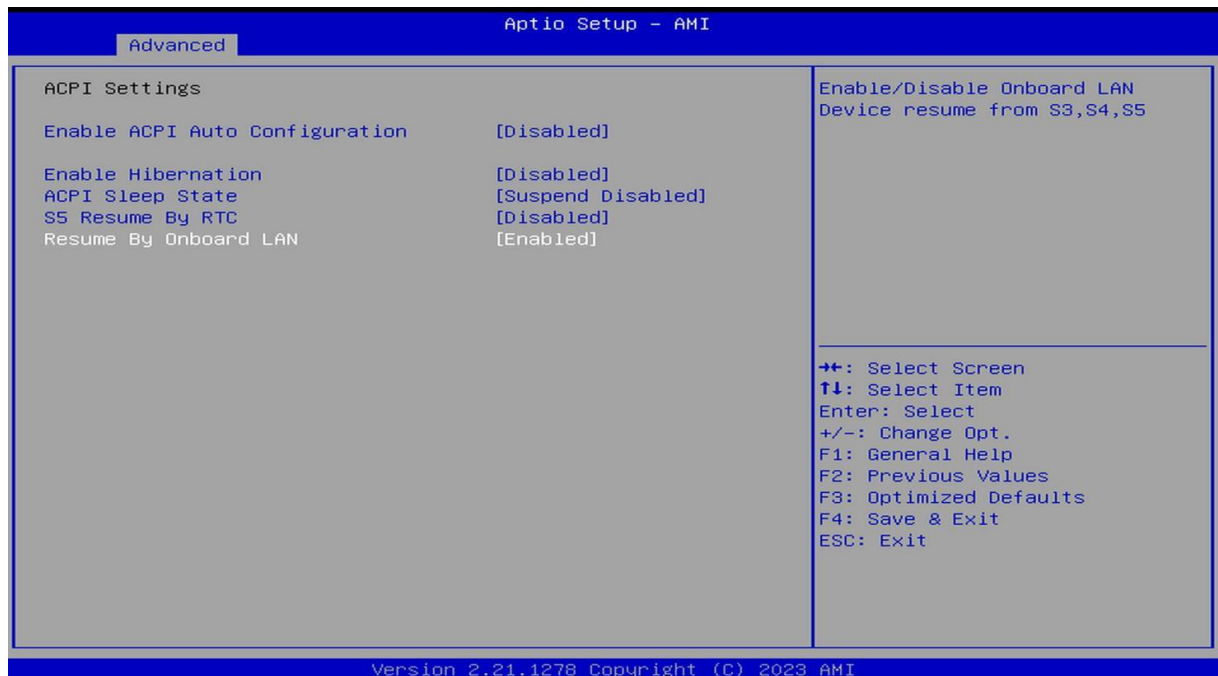 Aptio Setup – AMI
Advanced
ACPI Settings
Enable ACPI Auto Configuration [Disabled]
Enable Hibernation [Disabled]
ACPI Sleep State [Suspend Disabled]
S5 Resume By RTC [Disabled]
Resume By Onboard LAN [Enabled]
Enable/Disable Onboard LAN
Device resume from S3,S4,S5
→←: Select Screen
↑↓: Select Item
Enter: Select
+/-: Change Opt.
F1: General Help
F2: Previous Values
F3: Optimized Defaults
F4: Save & Exit
ESC: Exit
Version 2.21.1278 Copyright (C) 2023 AMI